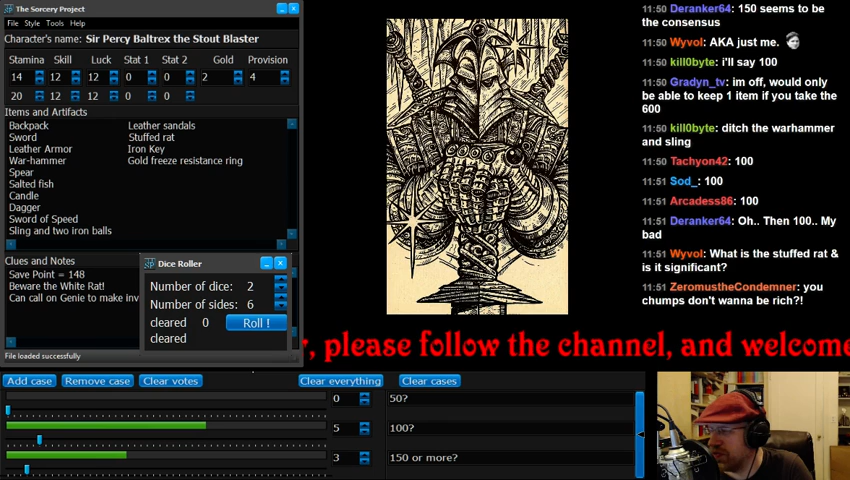 The Sorcery Project
File Style Tools Help
Character's name: Sir Percy Baltrex the Stout Blaster
Stamina Skill Luck Stat 1 Stat 2 Gold Provision
14 12 12 0 0 2 4
20 12 12 0 0
Items and Artifacts
Backpack Leather sandals
Sword Stuffed rat
Leather Armor Iron Key
War-hammer Gold freeze resistance ring
Spear
Salted fish
Candle
Dagger
Sword of Speed
Sling and two iron balls
Clues and Notes
Save Point = 148
Beware the White Rat!
Can call on Genie to make inv
File loaded successfully
Dice Roller
Number of dice: 2
Number of sides: 6
cleared 0 Roll !
cleared
11:50 Deranker64: 150 seems to be
the consensus
11:50 Wyvol: AKA just me.
11:50 kill0byte: i'll say 100
11:50 Gradyn_tv: im off, would only
be able to keep 1 item if you take the
600
11:50 kill0byte: ditch the warhammer
and sling
11:50 Tachyon42: 100
11:51 Sod_: 100
11:51 Arcadess86: 100
11:51 Deranker64: Oh.. Then 100.. My
bad
11:51 Wyvol: What is the stuffed rat &
is it significant?
11:51 ZeromustheCondemner: you
chumps don't wanna be rich?!
, please follow the channel, and welcome
Add case Remove case Clear votes Clear everything Clear cases
0 50?
5 100?
3 150 or more?